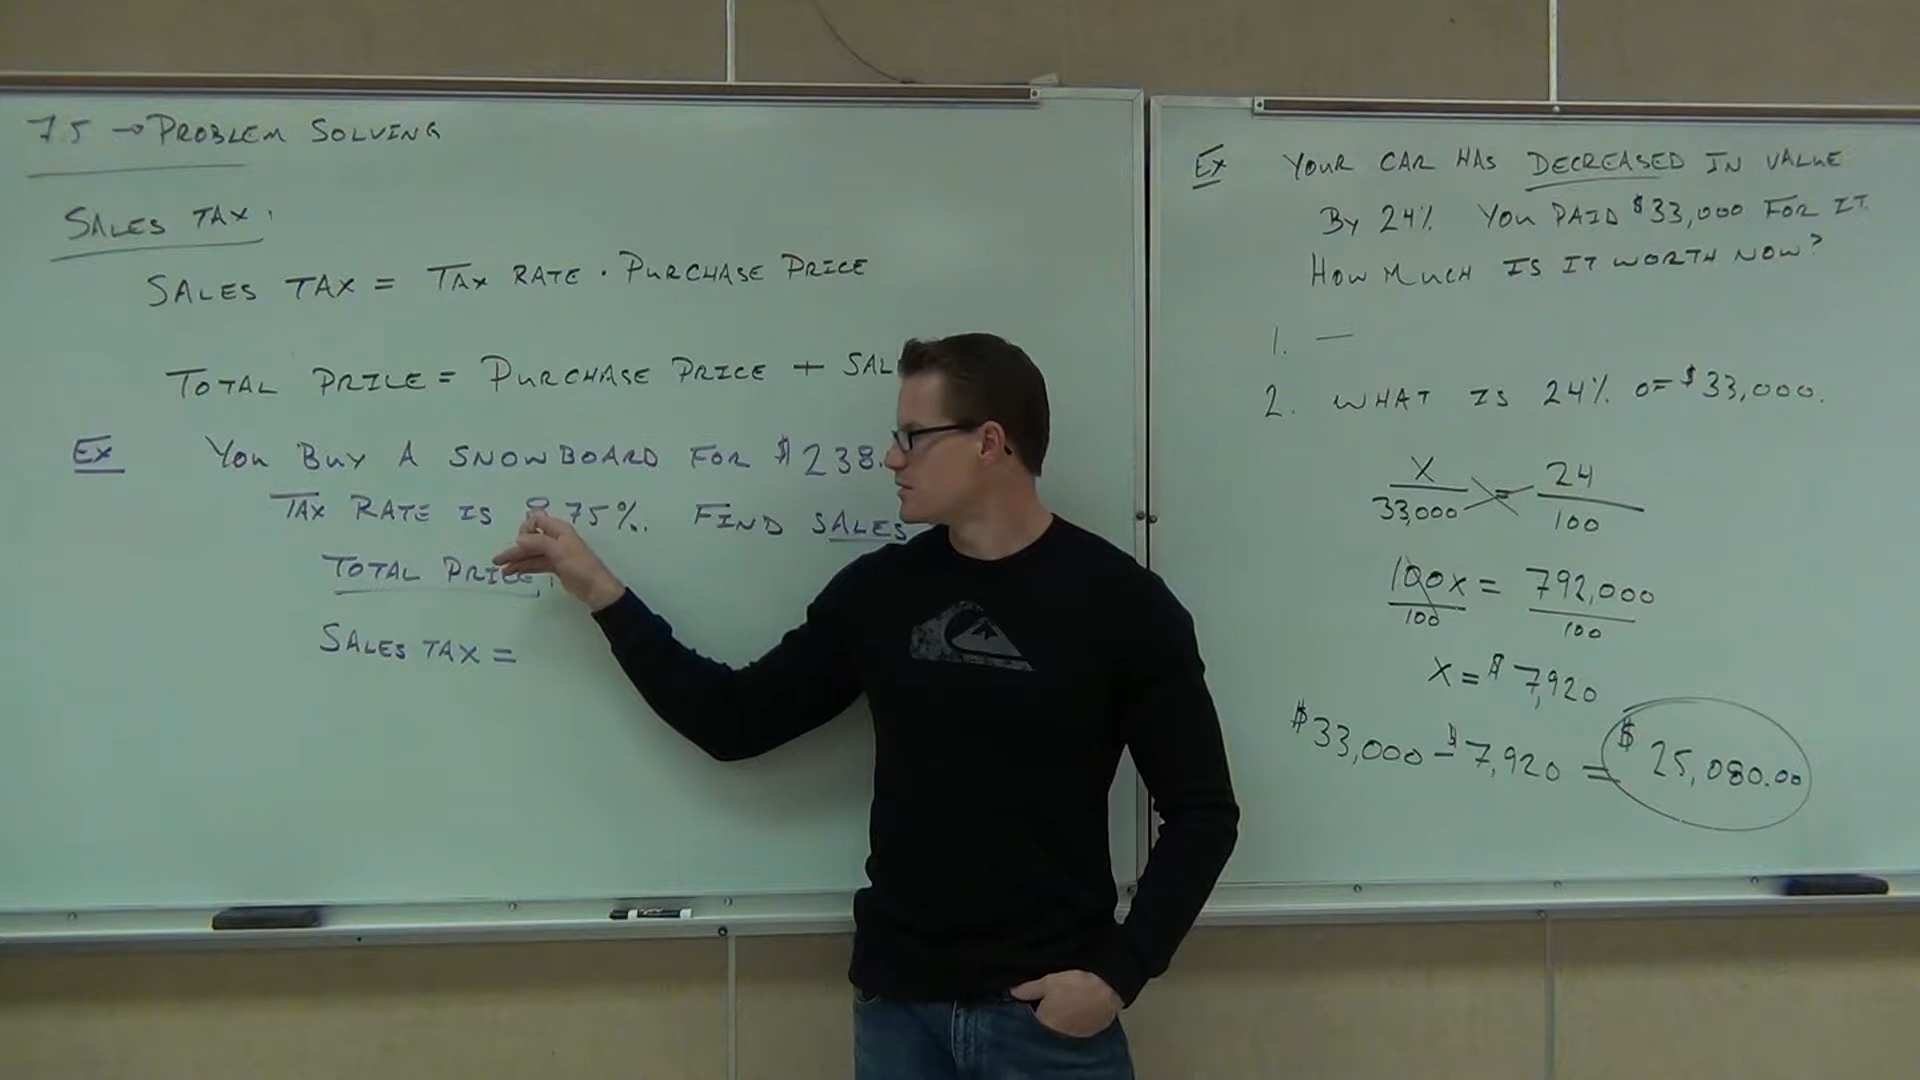 7.5 → PROBLEM SOLVING
SALES TAX:
SALES TAX = TAX RATE · PURCHASE PRICE
TOTAL PRICE = PURCHASE PRICE + SAL
EX YOU BUY A SNOWBOARD FOR $238.
TAX RATE IS 8.75%. FIND SALES
TOTAL PRICE.
SALES TAX =
EX YOUR CAR HAS DECREASED IN VALUE
BY 24% YOU PAID $33,000 FOR IT.
HOW MUCH IS IT WORTH NOW?
1. —
2. WHAT IS 24% OF $33,000.
X/33,000 = 24/100
100x/100 = 792,000/100
X = $7,920
$33,000 - $7,920 = $25,080.00